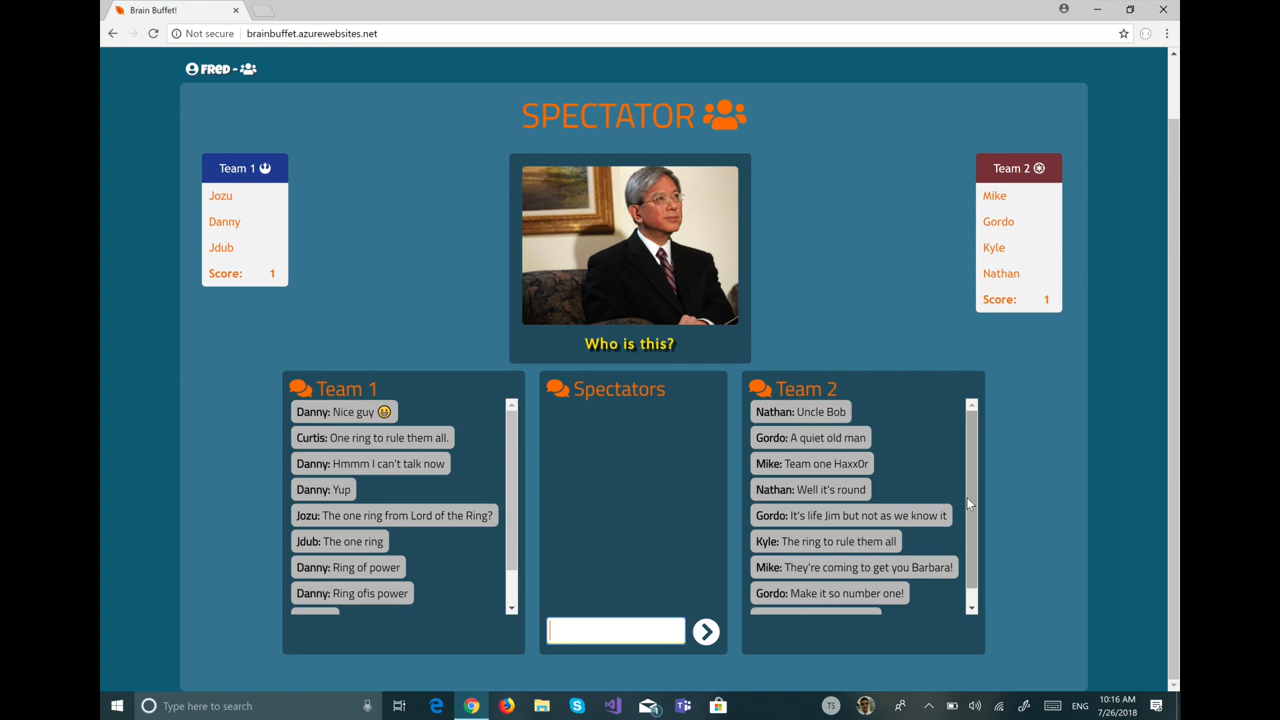 Brain Buffet!
Not secure
brainbuffet.azurewebsites.net
FRED -
SPECTATOR
Team 1
Jozu
Danny
Jdub
Score: 1
Who is this?
Team 2
Mike
Gordo
Kyle
Nathan
Score: 1
Team 1
Danny: Nice guy 😀
Curtis: One ring to rule them all.
Danny: Hmmm I can't talk now
Danny: Yup
Jozu: The one ring from Lord of the Ring?
Jdub: The one ring
Danny: Ring of power
Danny: Ring ofis power
Spectators
Team 2
Nathan: Uncle Bob
Gordo: A quiet old man
Mike: Team one Haxx0r
Nathan: Well it's round
Gordo: It's life Jim but not as we know it
Kyle: The ring to rule them all
Mike: They're coming to get you Barbara!
Gordo: Make it so number one!
Type here to search
TS
ENG
10:16 AM
7/26/2018